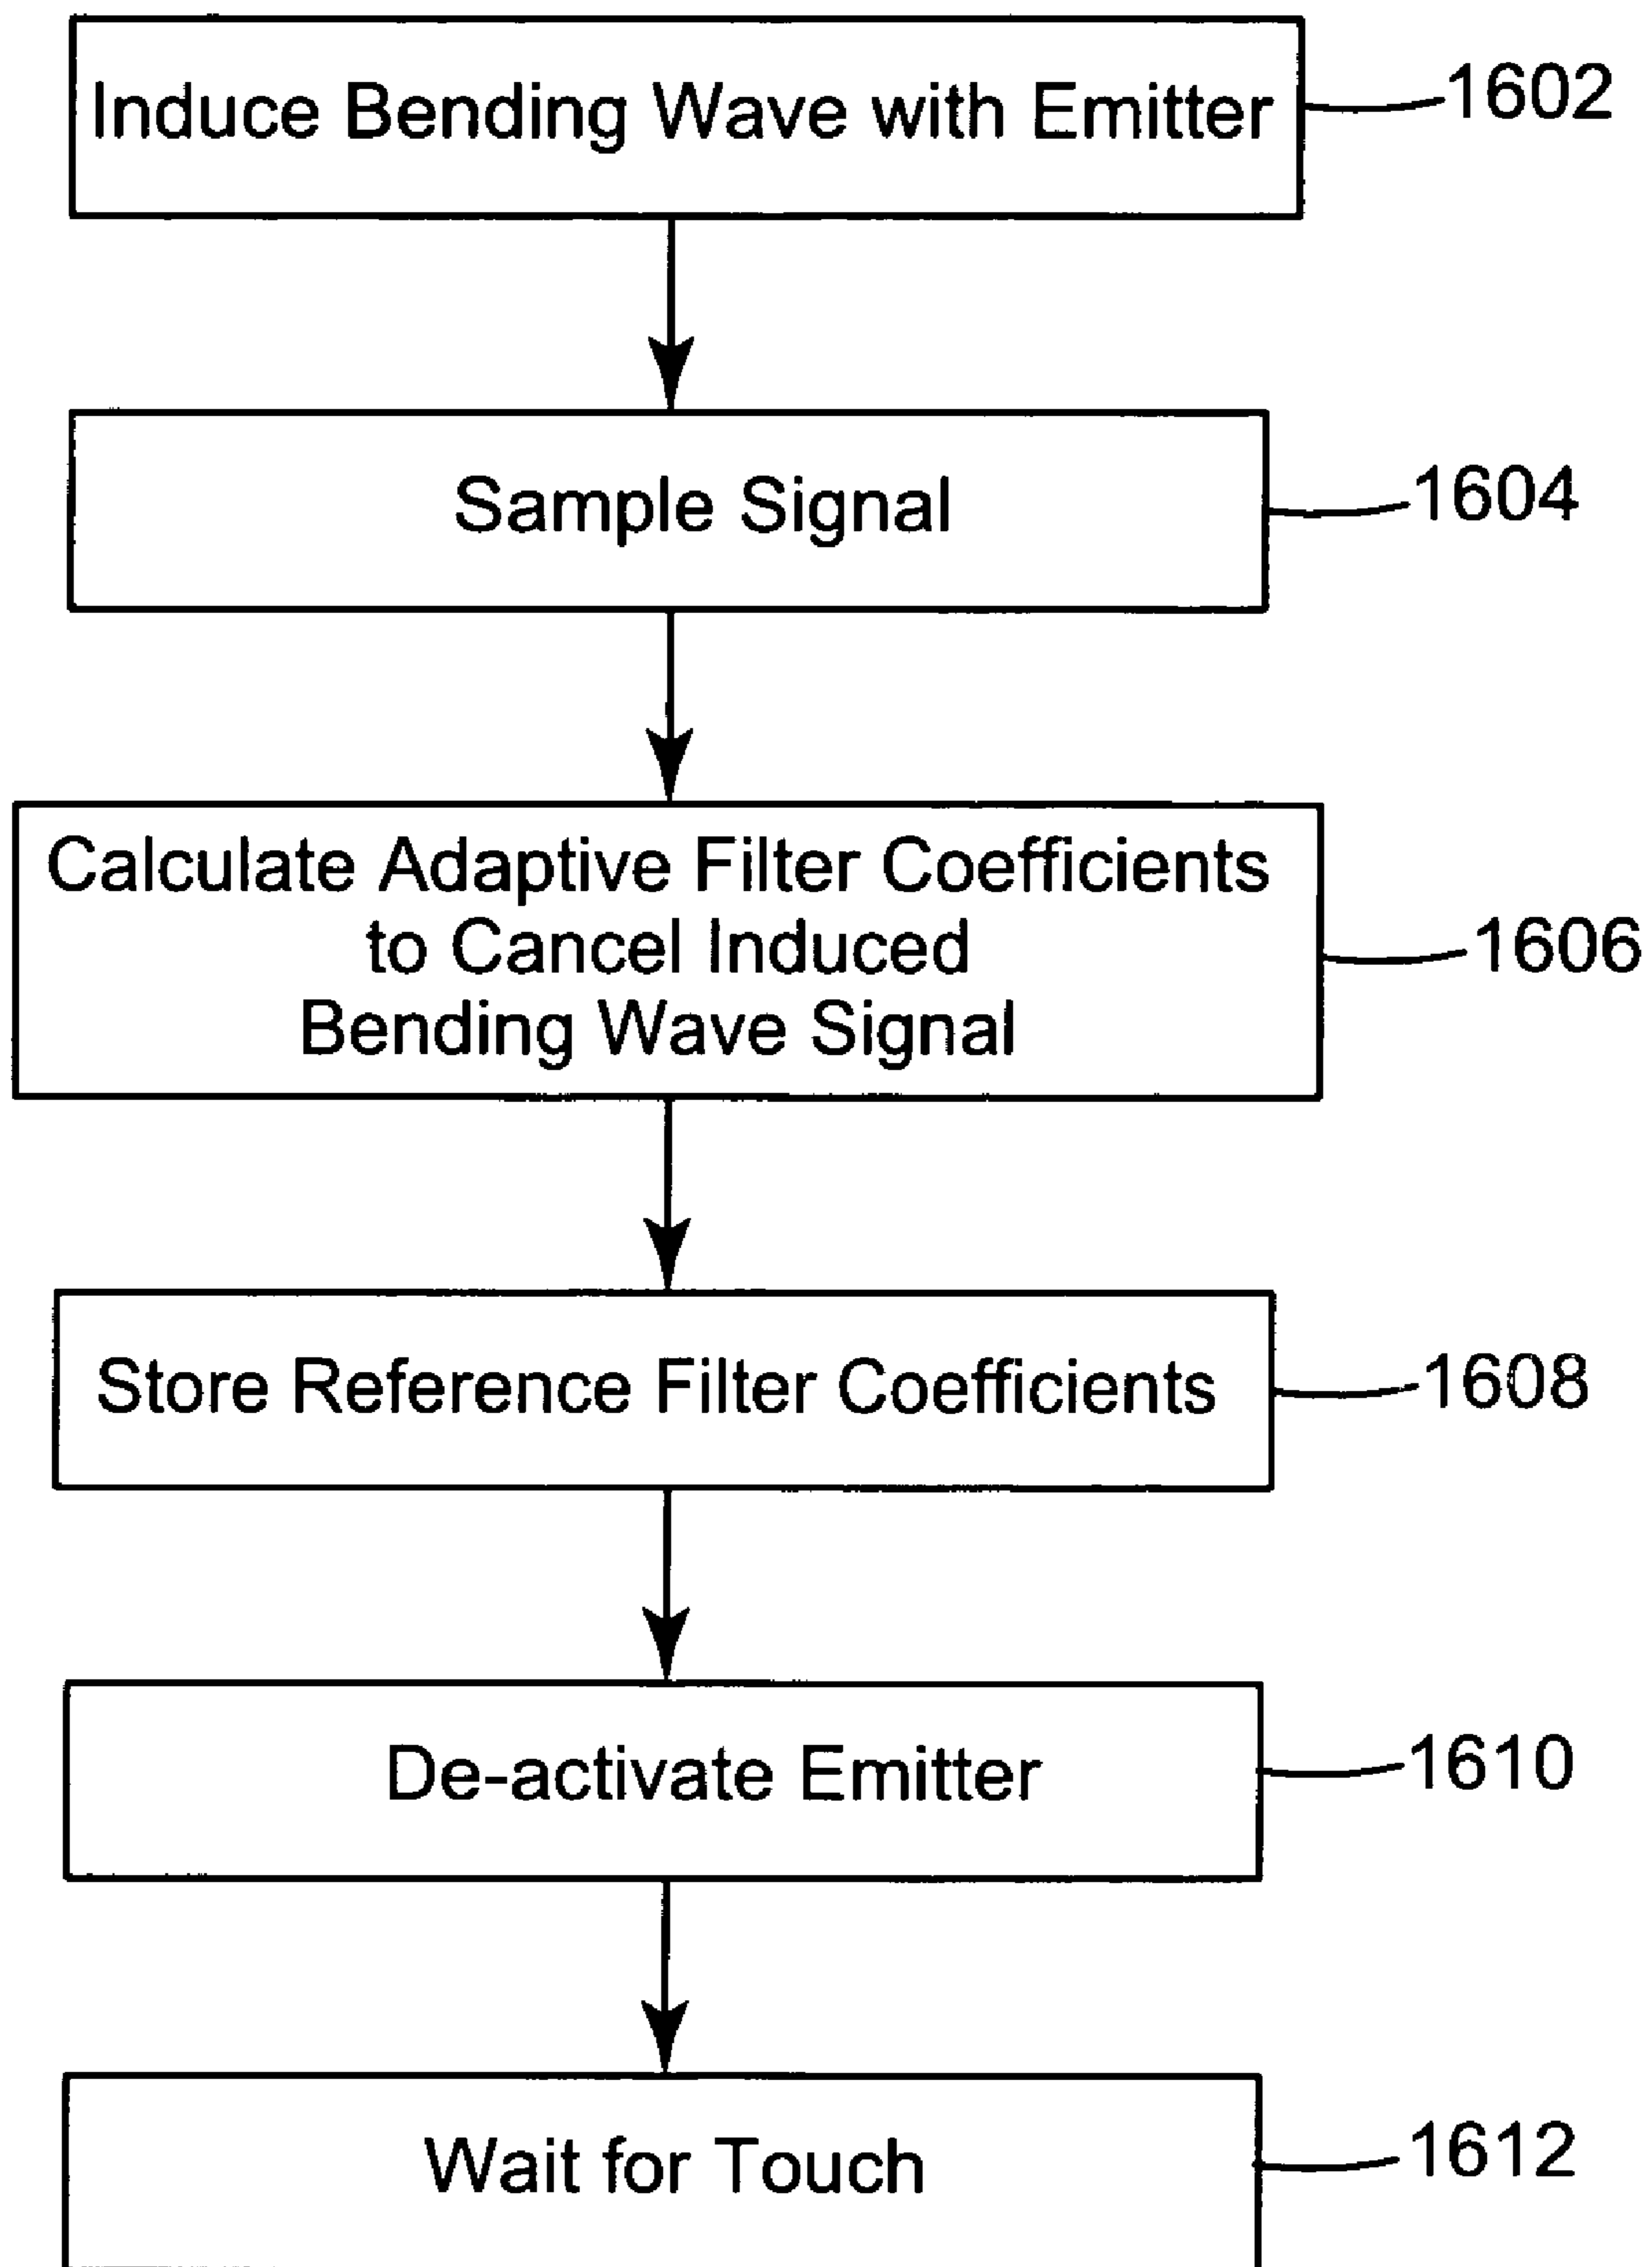 Induce Bending Wave with Emitter
1602
Sample Signal
1604
Calculate Adaptive Filter Coefficients
to Cancel Induced
Bending Wave Signal
1606
Store Reference Filter Coefficients
1608
De-activate Emitter
1610
Wait for Touch
1612